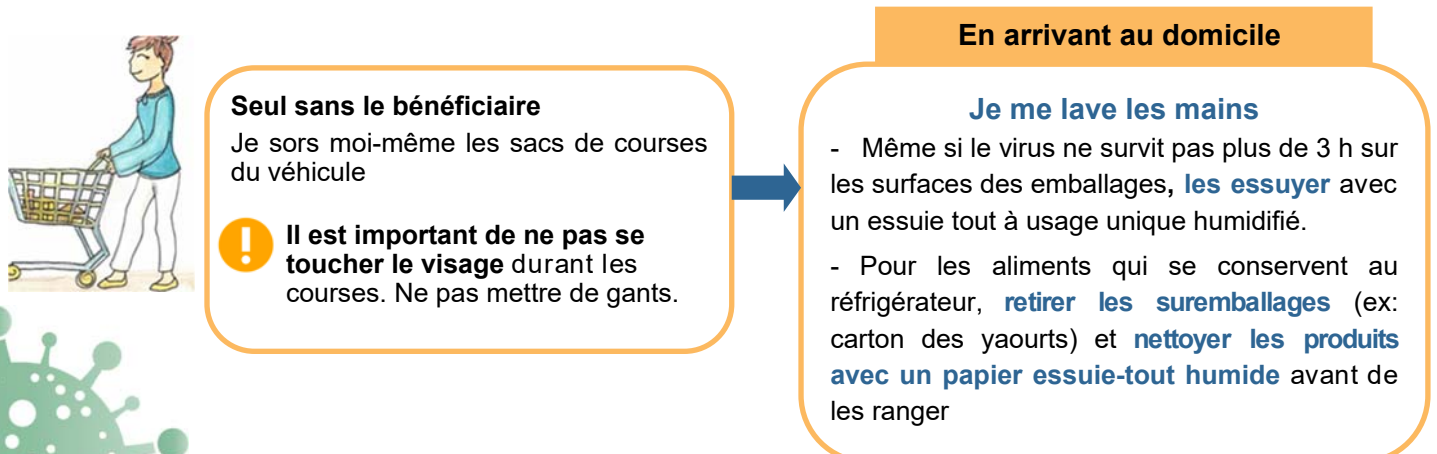 Seul sans le bénéficiaire
Je sors moi-même les sacs de courses
du véhicule
Il est important de ne pas se
toucher le visage durant les
courses. Ne pas mettre de gants.
En arrivant au domicile
Je me lave les mains
- Même si le virus ne survit pas plus de 3 h sur
les surfaces des emballages, les essuyer avec
un essuie tout à usage unique humidifié.
- Pour les aliments qui se conservent au
réfrigérateur, retirer les suremballages (ex:
carton des yaourts) et nettoyer les produits
avec un papier essuie-tout humide avant de
les ranger